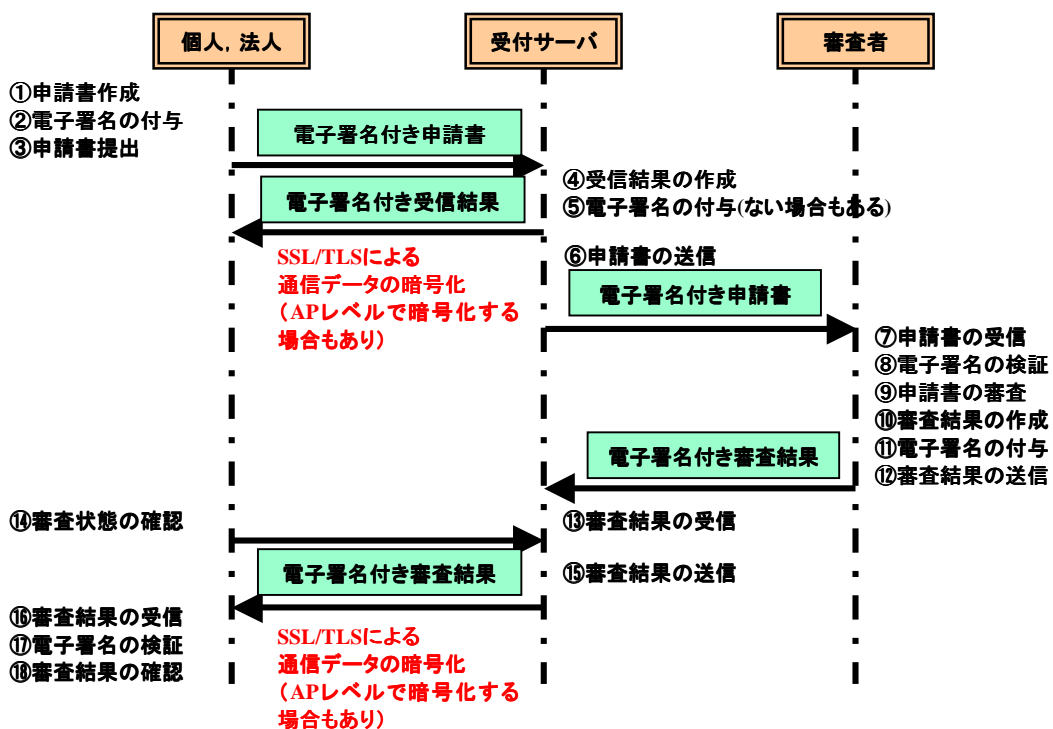 個人，法人
受付サーバ
審査者
①申請書作成
②電子署名の付与
③申請書提出
電子署名付き申請書
④受信結果の作成
⑤電子署名の付与(ない場合もある)
電子署名付き受信結果
SSL/TLSによる
通信データの暗号化
（APレベルで暗号化する
場合もあり）
⑥申請書の送信
電子署名付き申請書
⑦申請書の受信
⑧電子署名の検証
⑨申請書の審査
⑩審査結果の作成
⑪電子署名の付与
⑫審査結果の送信
電子署名付き審査結果
⑬審査結果の受信
⑭審査状態の確認
電子署名付き審査結果
⑮審査結果の送信
⑯審査結果の受信
⑰電子署名の検証
⑱審査結果の確認
SSL/TLSによる
通信データの暗号化
（APレベルで暗号化する
場合もあり）